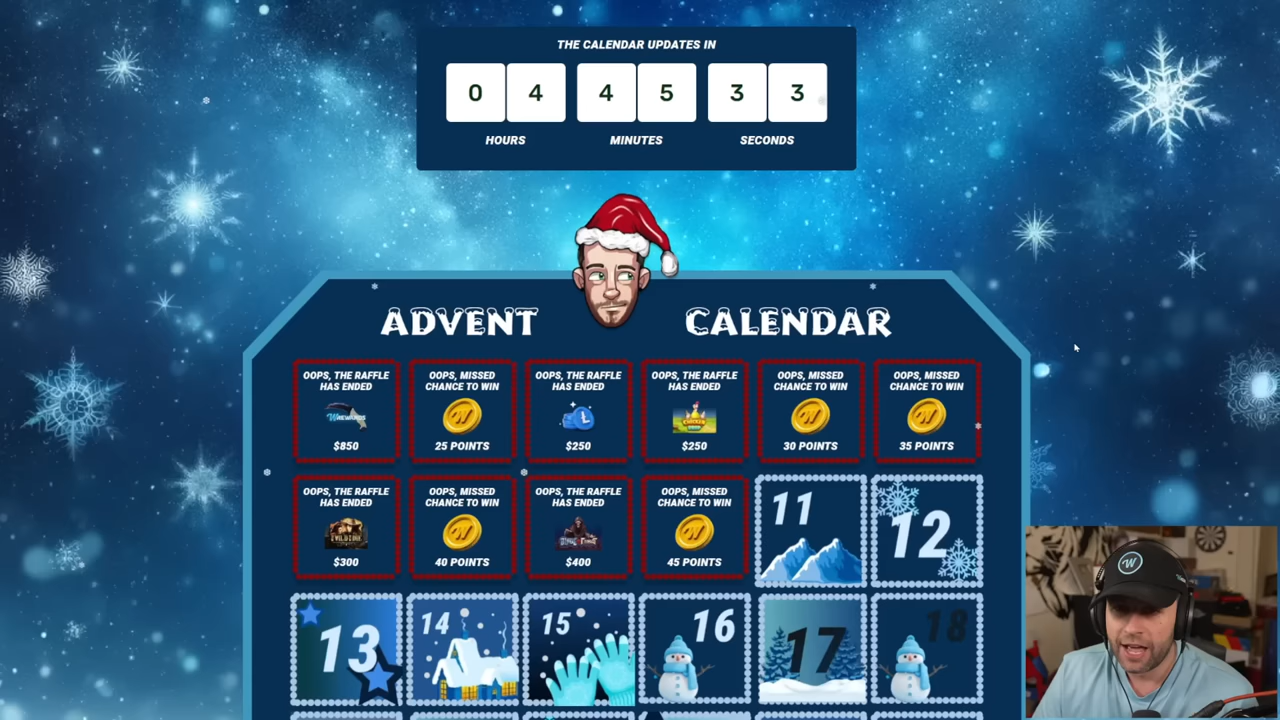 THE CALENDAR UPDATES IN
0 4 4 5 3 3
HOURS MINUTES SECONDS
ADVENT CALENDAR
OOPS, THE RAFFLE
HAS ENDED
WREWARDS
$850
OOPS, MISSED
CHANCE TO WIN
W
25 POINTS
OOPS, THE RAFFLE
HAS ENDED
$250
OOPS, THE RAFFLE
HAS ENDED
$250
OOPS, MISSED
CHANCE TO WIN
W
30 POINTS
OOPS, MISSED
CHANCE TO WIN
W
35 POINTS
OOPS, THE RAFFLE
HAS ENDED
$300
OOPS, MISSED
CHANCE TO WIN
W
40 POINTS
OOPS, THE RAFFLE
HAS ENDED
$400
OOPS, MISSED
CHANCE TO WIN
W
45 POINTS
11
12
13
14
15
16
17
18
W